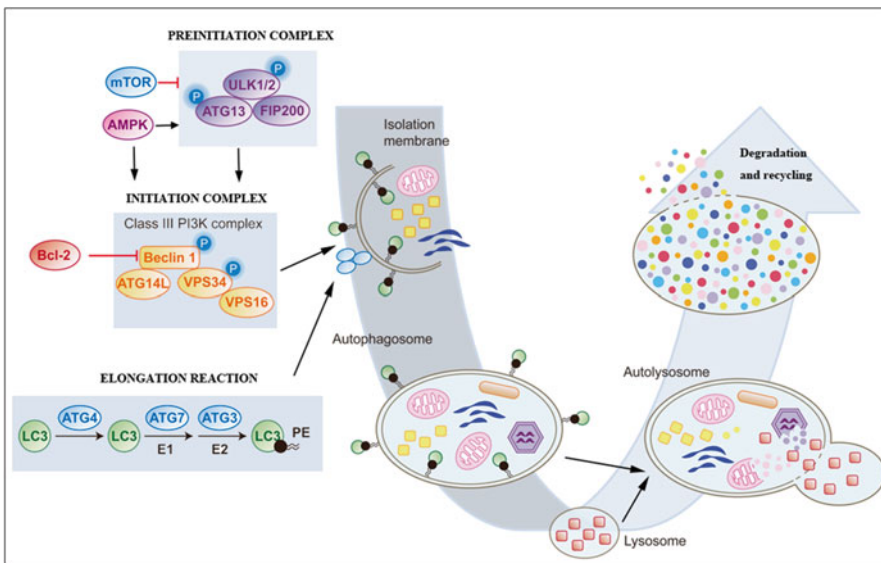 PREINITIATION COMPLEX
mTOR
P
ULK1/2
P
ATG13
FIP200
AMPK
INITIATION COMPLEX
Class III PI3K complex
Bcl-2
P
Beclin 1
P
ATG14L
VPS34
VPS16
ELONGATION REACTION
LC3
ATG4
LC3
ATG7
E1
ATG3
E2
LC3
PE
Isolation
membrane
Autophagosome
Lysosome
Autolysosome
Degradation
and recycling